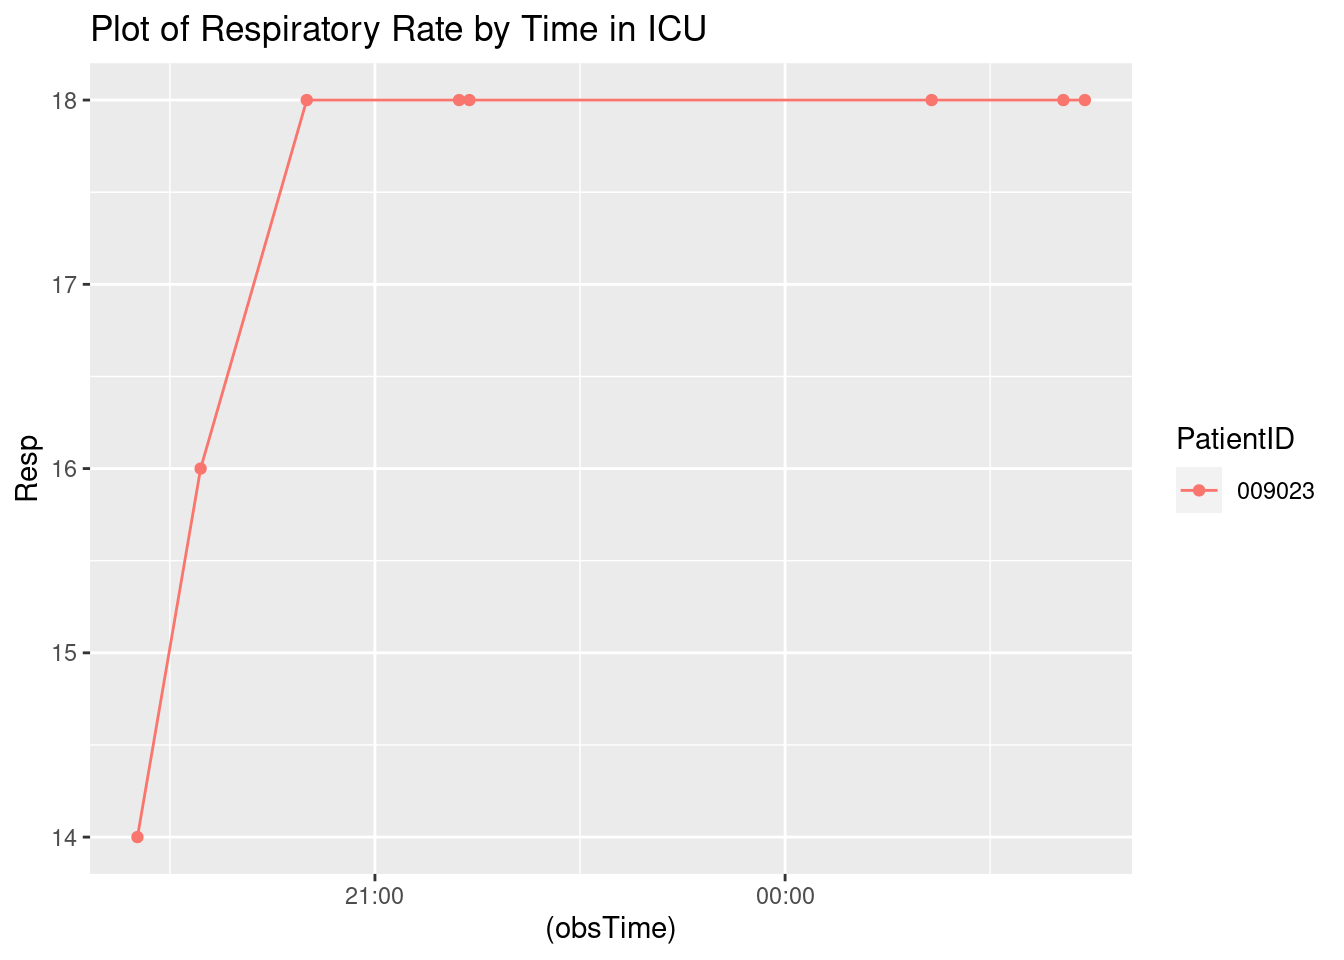 Plot of Respiratory Rate by Time in ICU
18
17
16
15
14
Resp
21:00
00:00
(obsTime)
PatientID
009023